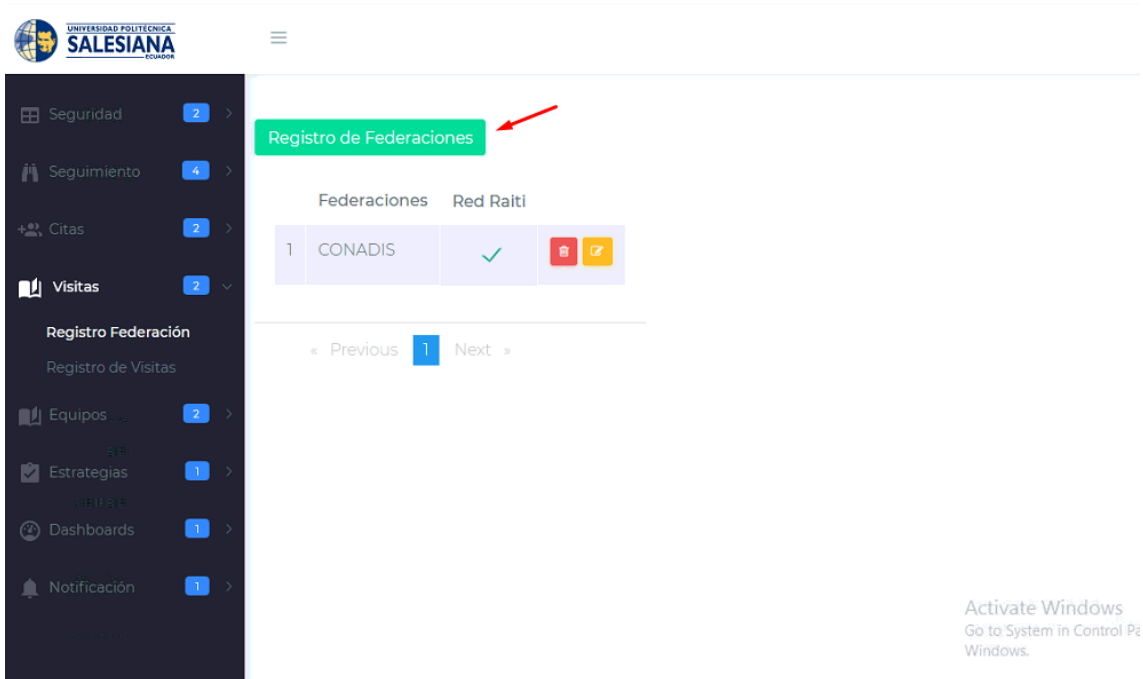 UNIVERSIDAD POLITÉCNICA
SALESIANA
ECUADOR
Seguridad 2
Seguimiento 4
Citas 2
Visitas 2
Registro Federación
Registro de Visitas
Equipos 2
Estrategias 1
Dashboards 1
Notificación 1
Registro de Federaciones
Federaciones Red Raiti
1 CONADIS
« Previous 1 Next »
Activate Windows
Go to System in Control Pa
Windows.